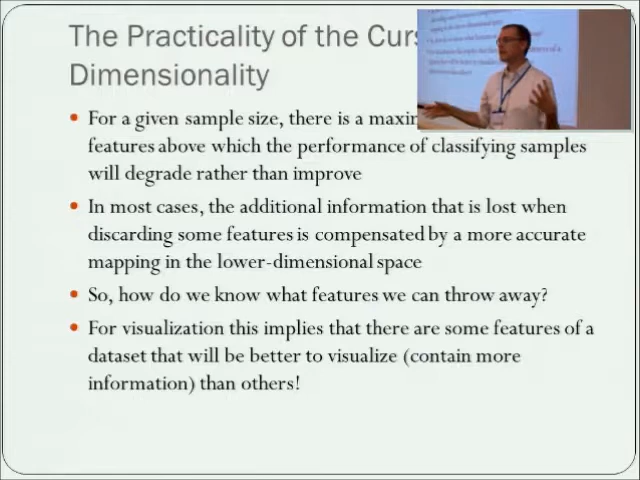 The Practicality of the Curs
Dimensionality
For a given sample size, there is a maxim
features above which the performance of classifying samples
will degrade rather than improve
In most cases, the additional information that is lost when
discarding some features is compensated by a more accurate
mapping in the lower-dimensional space
So, how do we know what features we can throw away?
For visualization this implies that there are some features of a
dataset that will be better to visualize (contain more
information) than others!